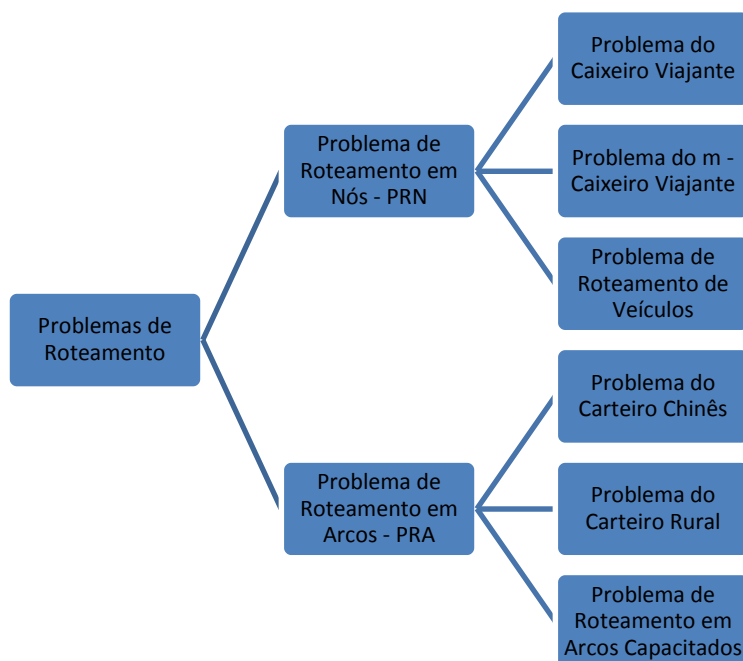 Problemas de
Roteamento
Problema de
Roteamento em
Nós - PRN
Problema do
Caixeiro Viajante
Problema do m -
Caixeiro Viajante
Problema de
Roteamento de
Veículos
Problema de
Roteamento em
Arcos - PRA
Problema do
Carteiro Chinês
Problema do
Carteiro Rural
Problema de
Roteamento em
Arcos Capacitados